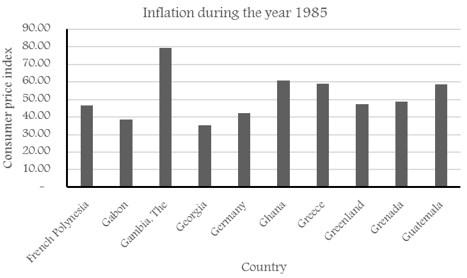 Inflation during the year 1985
Consumer price index
90.00
80.00
70.00
60.00
50.00
40.00
30.00
20.00
10.00
-
French Polynesia
Gabon
Gambia, The
Georgia
Germany
Ghana
Greece
Greenland
Grenada
Guatemala
Country